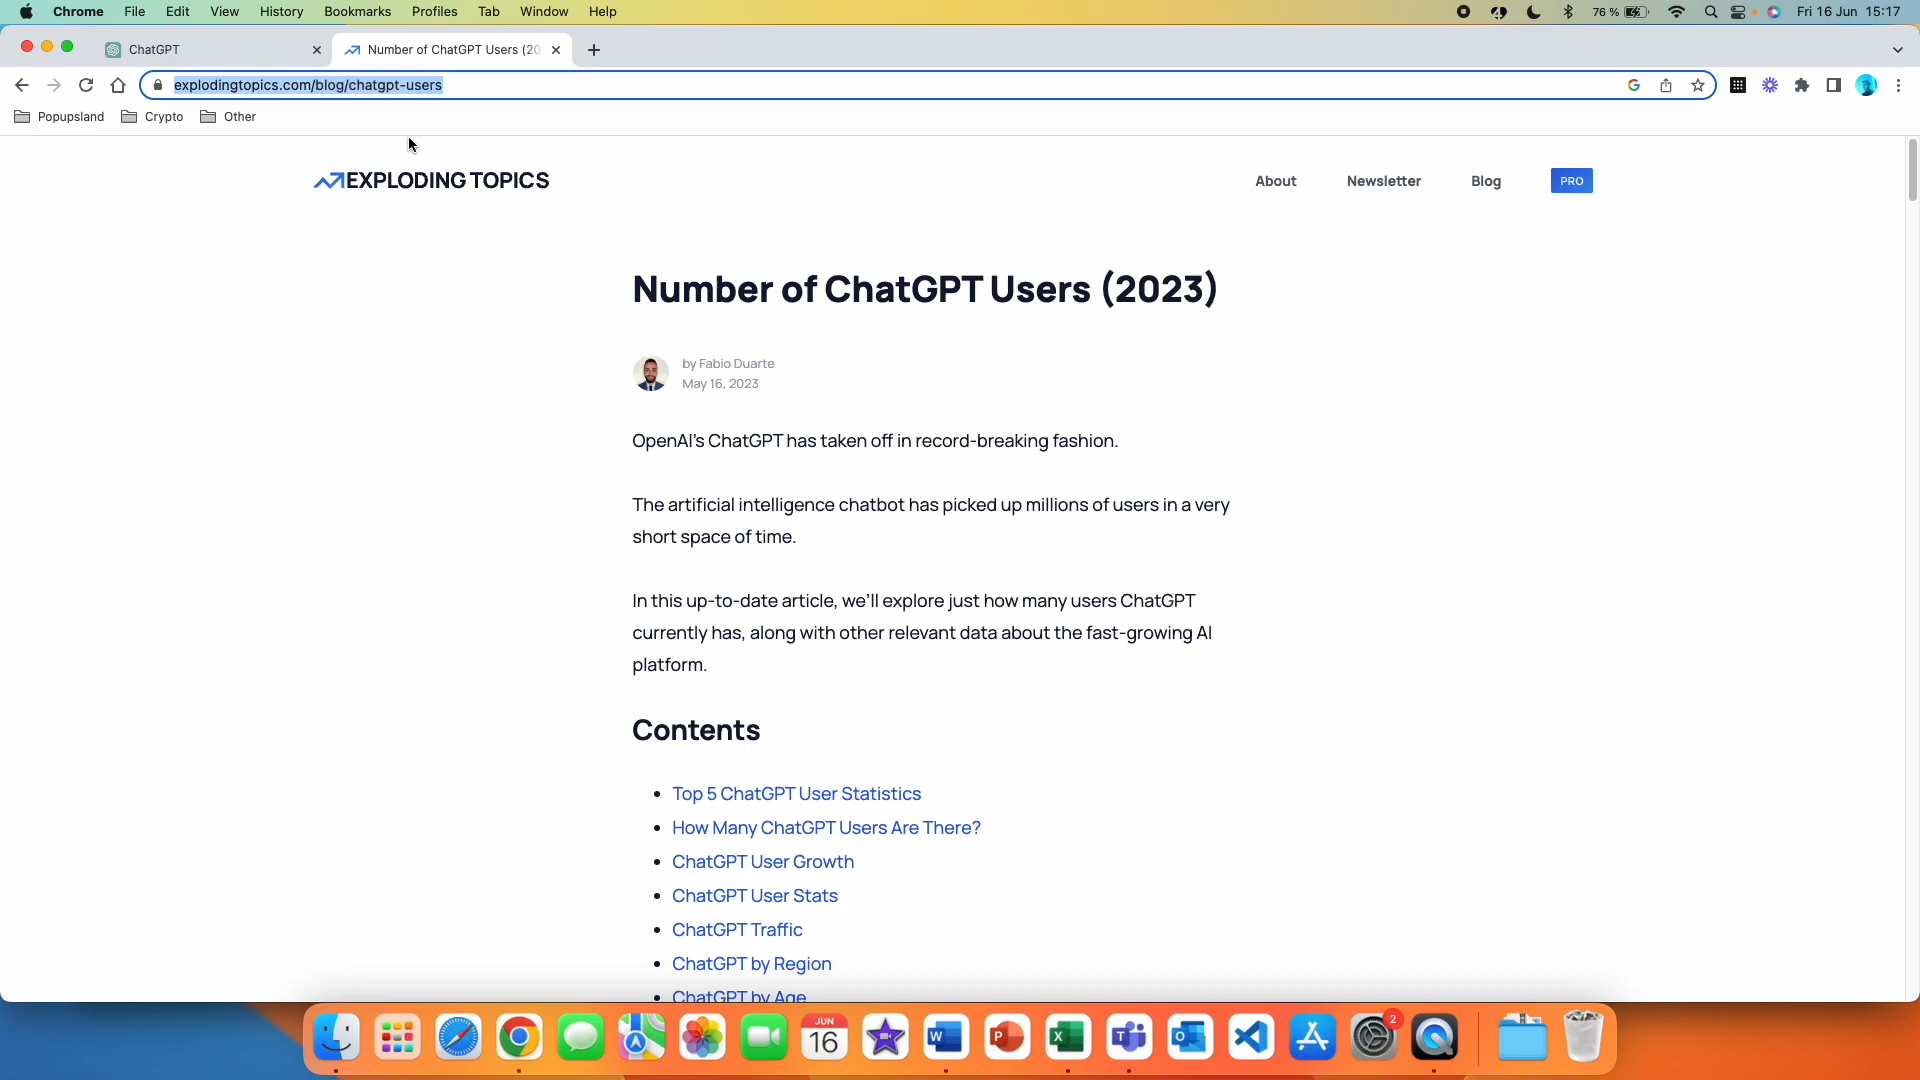 Chrome File Edit View History Bookmarks Profiles Tab Window Help 76 % Fri 16 Jun 15:17
ChatGPT Number of ChatGPT Users (20
explodingtopics.com/blog/chatgpt-users
Popupsland Crypto Other
EXPLODING TOPICS About Newsletter Blog PRO
Number of ChatGPT Users (2023)
by Fabio Duarte
May 16, 2023
OpenAI's ChatGPT has taken off in record-breaking fashion.
The artificial intelligence chatbot has picked up millions of users in a very
short space of time.
In this up-to-date article, we'll explore just how many users ChatGPT
currently has, along with other relevant data about the fast-growing AI
platform.
Contents
• Top 5 ChatGPT User Statistics
• How Many ChatGPT Users Are There?
• ChatGPT User Growth
• ChatGPT User Stats
• ChatGPT Traffic
• ChatGPT by Region
• ChatGPT by Age
JUN
16
W
P
X
T
O
2